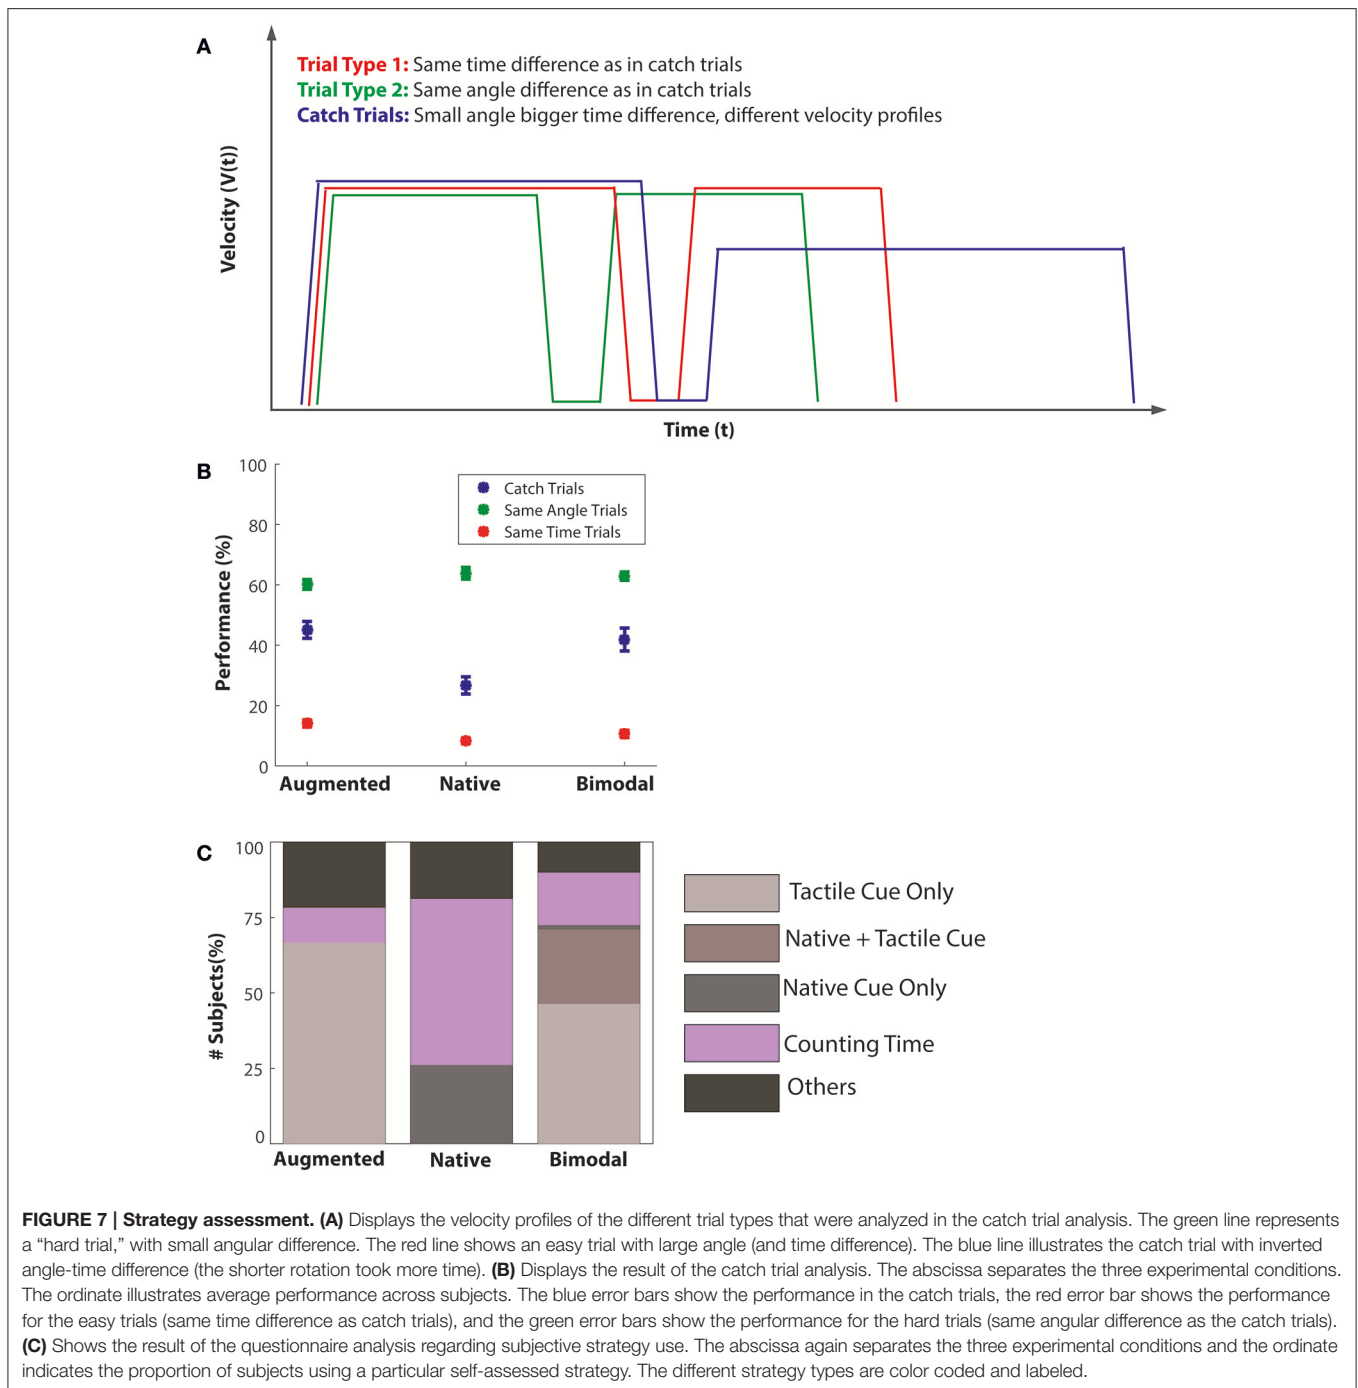 A
Trial Type 1: Same time difference as in catch trials
Trial Type 2: Same angle difference as in catch trials
Catch Trials: Small angle bigger time difference, different velocity profiles
Velocity (V(t))
Time (t)
B
100
80
60
40
20
0
Performance (%)
Catch Trials
Same Angle Trials
Same Time Trials
Augmented Native Bimodal
C
100
75
50
25
0
# Subjects(%)
Augmented Native Bimodal
Tactile Cue Only
Native + Tactile Cue
Native Cue Only
Counting Time
Others
FIGURE 7 | Strategy assessment. (A) Displays the velocity profiles of the different trial types that were analyzed in the catch trial analysis. The green line represents
a “hard trial,” with small angular difference. The red line shows an easy trial with large angle (and time difference). The blue line illustrates the catch trial with inverted
angle-time difference (the shorter rotation took more time). (B) Displays the result of the catch trial analysis. The abscissa separates the three experimental conditions.
The ordinate illustrates average performance across subjects. The blue error bars show the performance in the catch trials, the red error bar shows the performance
for the easy trials (same time difference as catch trials), and the green error bars show the performance for the hard trials (same angular difference as the catch trials).
(C) Shows the result of the questionnaire analysis regarding subjective strategy use. The abscissa again separates the three experimental conditions and the ordinate
indicates the proportion of subjects using a particular self-assessed strategy. The different strategy types are color coded and labeled.